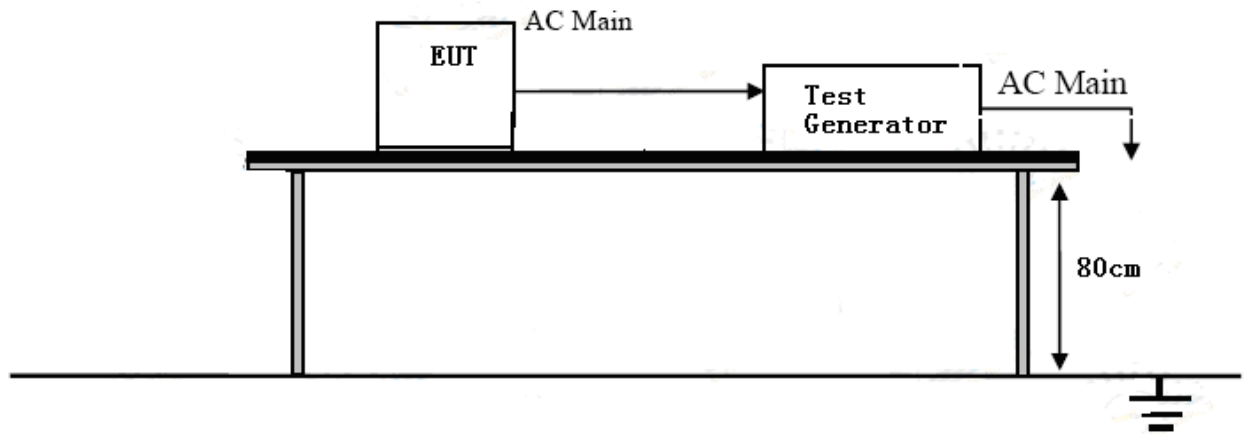 AC Main
EUT
Test
Generator
AC Main
80cm